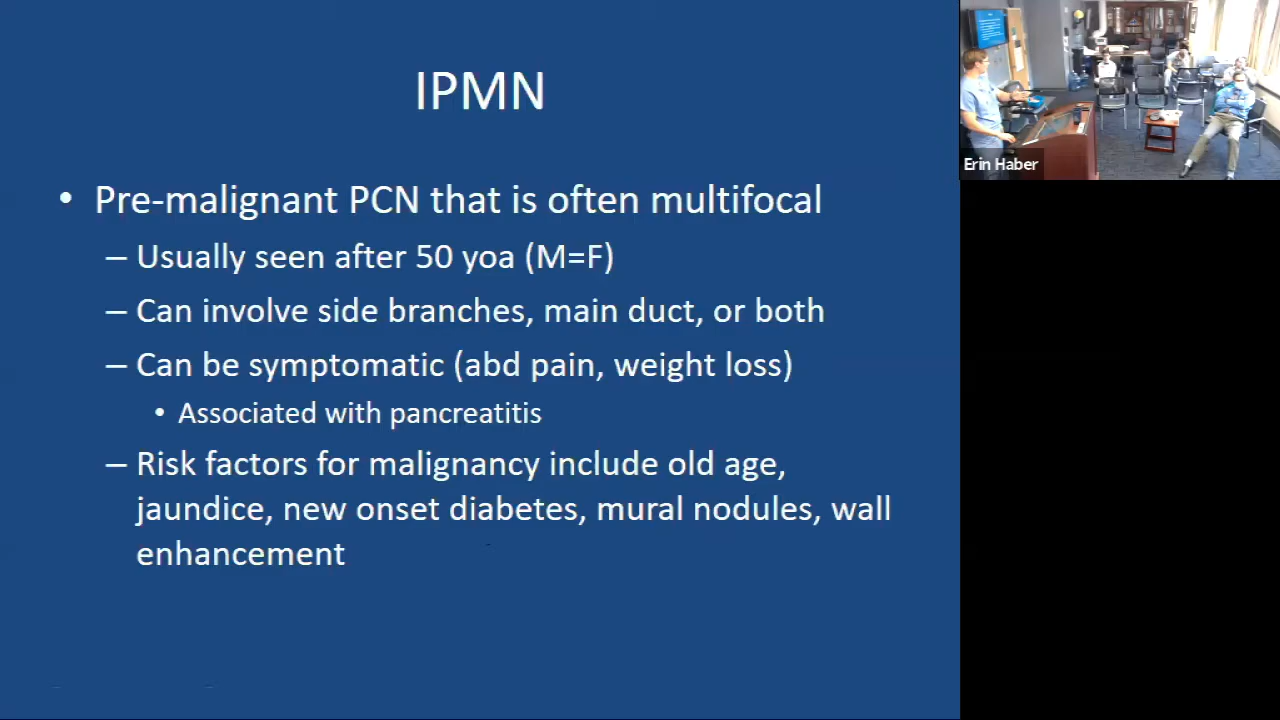 IPMN
• Pre-malignant PCN that is often multifocal
– Usually seen after 50 yoa (M=F)
– Can involve side branches, main duct, or both
– Can be symptomatic (abd pain, weight loss)
• Associated with pancreatitis
– Risk factors for malignancy include old age,
jaundice, new onset diabetes, mural nodules, wall
enhancement
Erin Haber